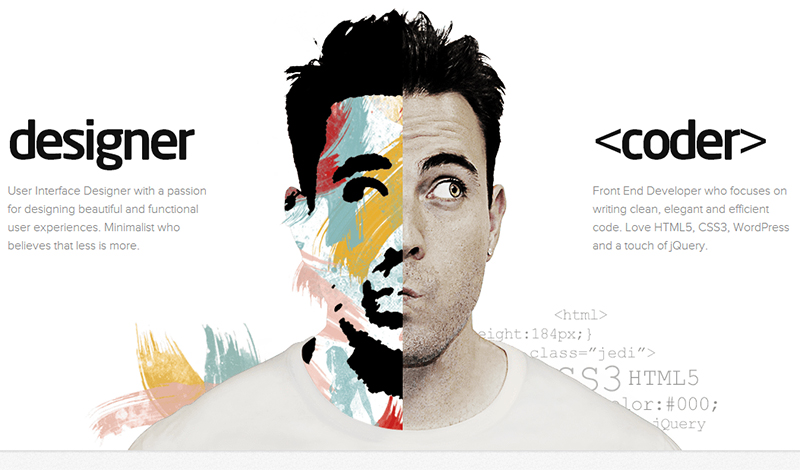 designer
User Interface Designer with a passion
for designing beautiful and functional
user experiences. Minimalist who
believes that less is more.
<coder>
Front End Developer who focuses on
writing clean, elegant and efficient
code. Love HTML5, CSS3, WordPress
and a touch of jQuery.
<html>
eight:184px;}
class="jedi">
SS3 HTML5
lor:#000;
jQuery